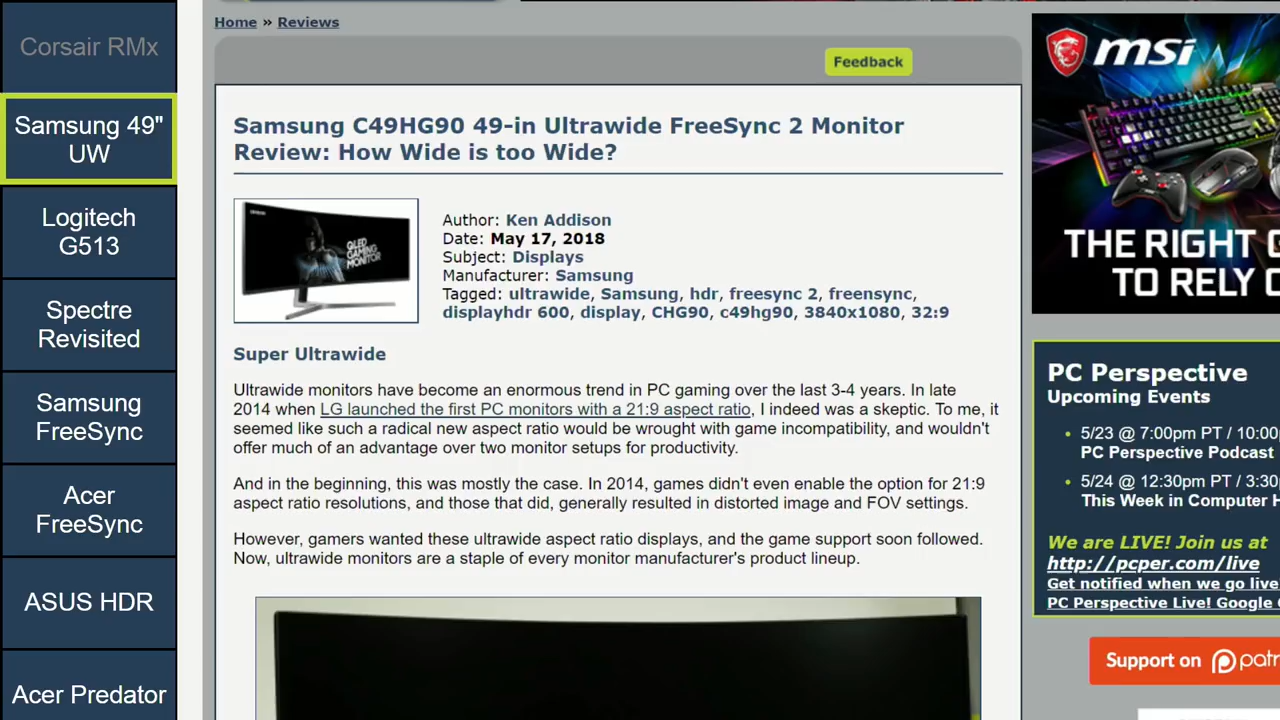 Corsair RMx
Samsung 49"
UW
Logitech
G513
Spectre
Revisited
Samsung
FreeSync
Acer
FreeSync
ASUS HDR
Acer Predator
Home » Reviews
Feedback
Samsung C49HG90 49-in Ultrawide FreeSync 2 Monitor
Review: How Wide is too Wide?
QLED
GAMING
MONITOR
Author: Ken Addison
Date: May 17, 2018
Subject: Displays
Manufacturer: Samsung
Tagged: ultrawide, Samsung, hdr, freesync 2, freensync,
displayhdr 600, display, CHG90, c49hg90, 3840x1080, 32:9
Super Ultrawide
Ultrawide monitors have become an enormous trend in PC gaming over the last 3-4 years. In late
2014 when LG launched the first PC monitors with a 21:9 aspect ratio, I indeed was a skeptic. To me, it
seemed like such a radical new aspect ratio would be wrought with game incompatibility, and wouldn't
offer much of an advantage over two monitor setups for productivity.
And in the beginning, this was mostly the case. In 2014, games didn't even enable the option for 21:9
aspect ratio resolutions, and those that did, generally resulted in distorted image and FOV settings.
However, gamers wanted these ultrawide aspect ratio displays, and the game support soon followed.
Now, ultrawide monitors are a staple of every monitor manufacturer's product lineup.
msi
THE RIGHT G
TO RELY O
PC Perspective
Upcoming Events
• 5/23 @ 7:00pm PT / 10:00p
PC Perspective Podcast
• 5/24 @ 12:30pm PT / 3:30p
This Week in Computer H
We are LIVE! Join us at
http://pcper.com/live
Get notified when we go live
PC Perspective Live! Google C
Support on patr